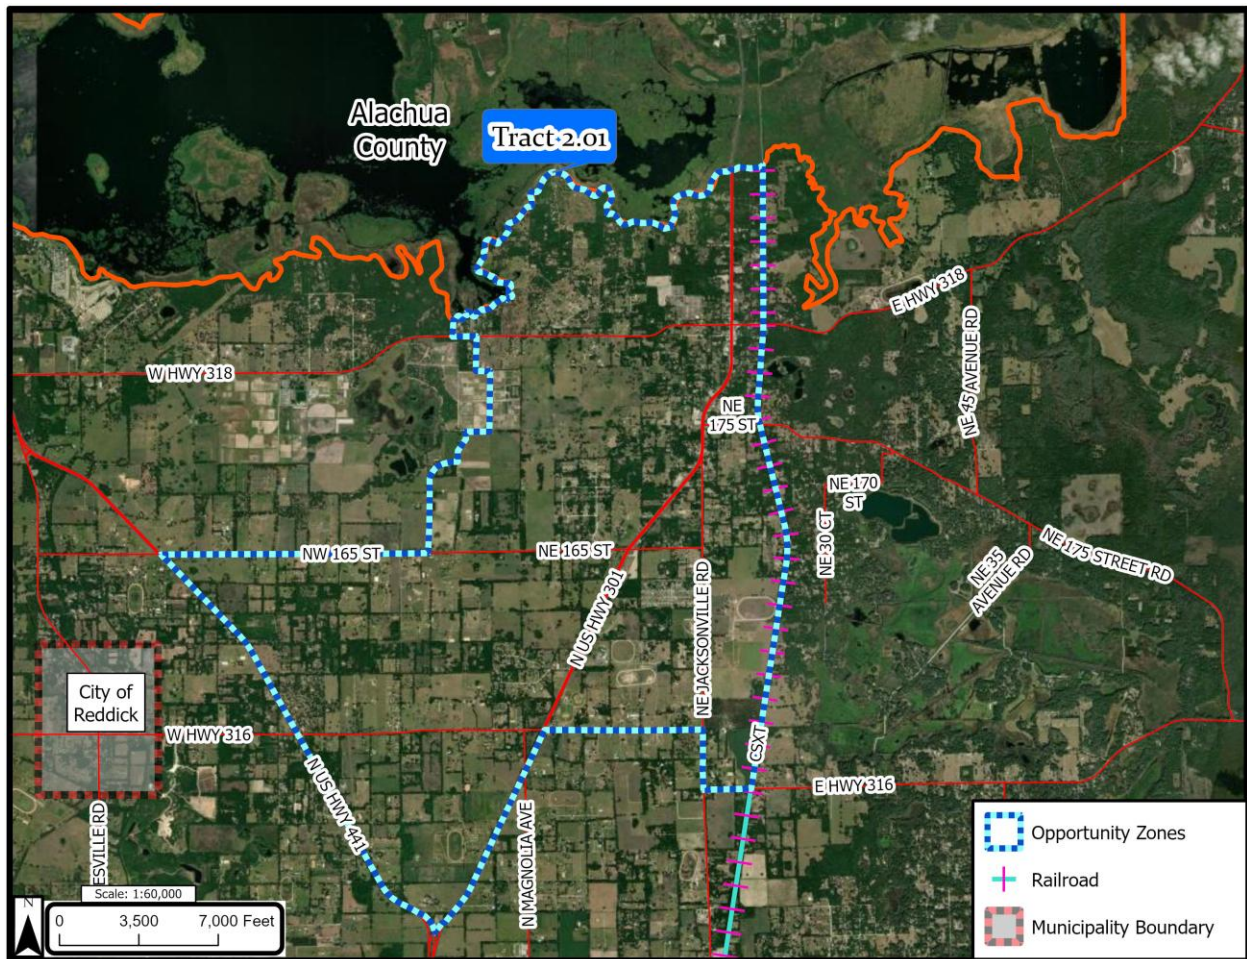 Alachua
County
Tract 2.01
E HWY 318
W HWY 318
NE 45 AVENUE RD
NE
175 ST
NE 170
ST
NW 165 ST
NE 165 ST
NE 30 CT
NE 175 STREET RD
NE 35
AVENUE RD
N US HWY 301
NE JACKSONVILLE RD
City of
Reddick
W HWY 316
CSXT
E HWY 316
N US HWY 441
N MAGNOLIA AVE
ESVILLE RD
Opportunity Zones
Railroad
Municipality Boundary
Scale: 1:60,000
N
0 3,500 7,000 Feet